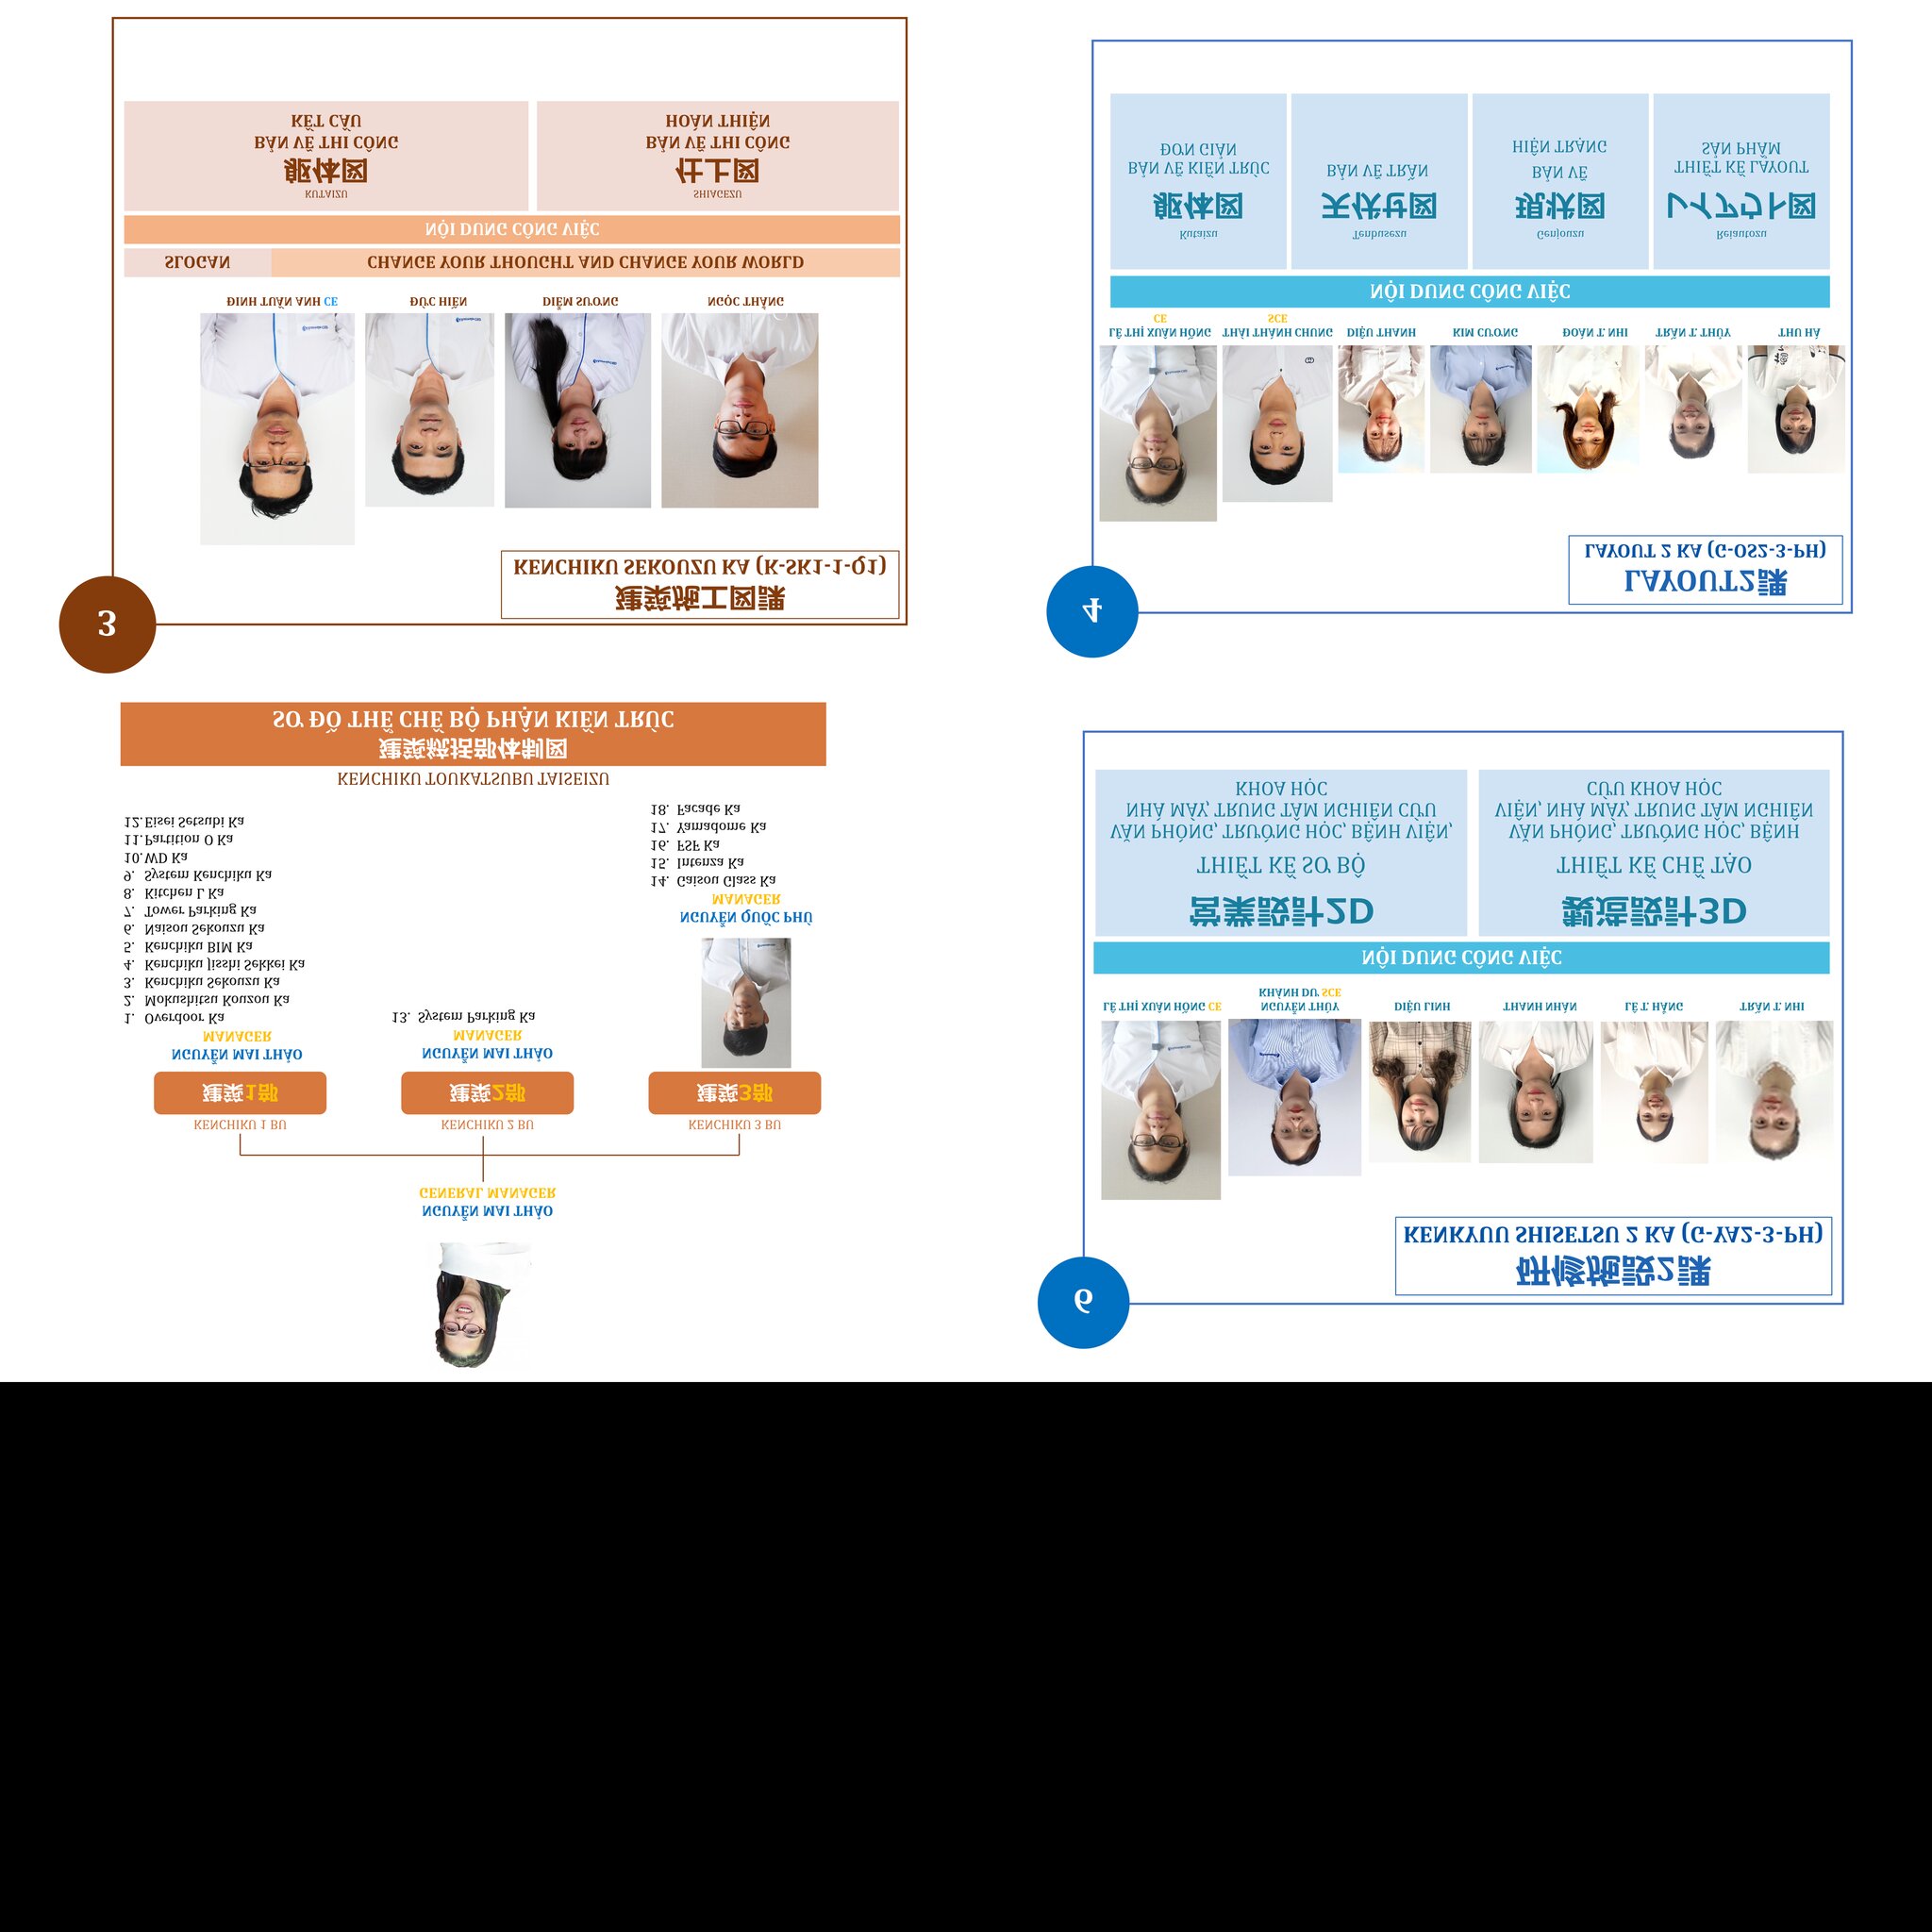 NGUYỄN MAI THẢO
GENERAL MANAGER
KENCHIKU 1 BU
建築1部
NGUYỄN MAI THẢO
MANAGER
1. Overdoor Ka
2. Mokushitsu Kouzou Ka
3. Kenchiku Sekouzu Ka
4. Kenchiku Jisshi Sekkei Ka
5. Kenchiku BIM Ka
6. Naisou Sekouzu Ka
7. Tower Parking Ka
8. Kitchen L Ka
9. System Kenchiku Ka
10. WD Ka
11. Partition O Ka
12. Eisei Setsubi Ka
KENCHIKU 2 BU
建築2部
NGUYỄN MAI THẢO
MANAGER
13. System Parking Ka
KENCHIKU 3 BU
建築3部
NGUYỄN QUỐC PHÚ
MANAGER
14. Gaisou Glass Ka
15. Intenza Ka
16. FSF Ka
17. Yamadome Ka
18. Facade Ka
KENCHIKU TOUKATSUBU TAISEIZU
建築統括部体制図
SƠ ĐỒ THỂ CHẾ BỘ PHẬN KIẾN TRÚC
6
研修施設2課
KENKYUU SHISETSU 2 KA (G-YA2-3-PH)
LÊ THỊ XUÂN HỒNG CE
NGUYỄN THÙY
KHÁNH DƯ SCE
DIỆU LINH
THANH NHÀN
LÊ T. HẰNG
TRẦN T. NHI
NỘI DUNG CÔNG VIỆC
営業設計2D
THIẾT KẾ SƠ BỘ
VĂN PHÒNG, TRƯỜNG HỌC, BỆNH VIỆN,
NHÀ MÁY, TRUNG TÂM NGHIÊN CỨU
KHOA HỌC
製造設計3D
THIẾT KẾ CHẾ TẠO
VĂN PHÒNG, TRƯỜNG HỌC, BỆNH
VIỆN, NHÀ MÁY, TRUNG TÂM NGHIÊN
CỨU KHOA HỌC
3
建築施工図課
KENCHIKU SEKOUZU KA (K-SK1-1-Q1)
ĐINH TUẤN ANH CE
ĐỨC HIỀN
DIỄM SƯƠNG
NGỌC THẮNG
SLOGAN
CHANGE YOUR THOUGHT AND CHANGE YOUR WORLD
NỘI DUNG CÔNG VIỆC
KUTAIZU
躯体図
BẢN VẼ THI CÔNG
KẾT CẤU
SHIAGEZU
仕上図
BẢN VẼ THI CÔNG
HOÀN THIỆN
4
LAYOUT2課
LAYOUT 2 KA (G-OS2-3-PH)
LÊ THỊ XUÂN HỒNG
CE
THÁI THÀNH CHUNG
SCE
DIỆU THANH
KIM CƯƠNG
ĐOÀN T. NHI
TRẦN T. THÚY
THU HÀ
NỘI DUNG CÔNG VIỆC
Kutaizu
躯体図
BẢN VẼ KIẾN TRÚC
ĐƠN GIẢN
Tenbusezu
天伏せ図
BẢN VẼ TRẦN
Genjouzu
現状図
BẢN VẼ
HIỆN TRẠNG
Reiautozu
レイアウト図
THIẾT KẾ LAYOUT
SẢN PHẨM